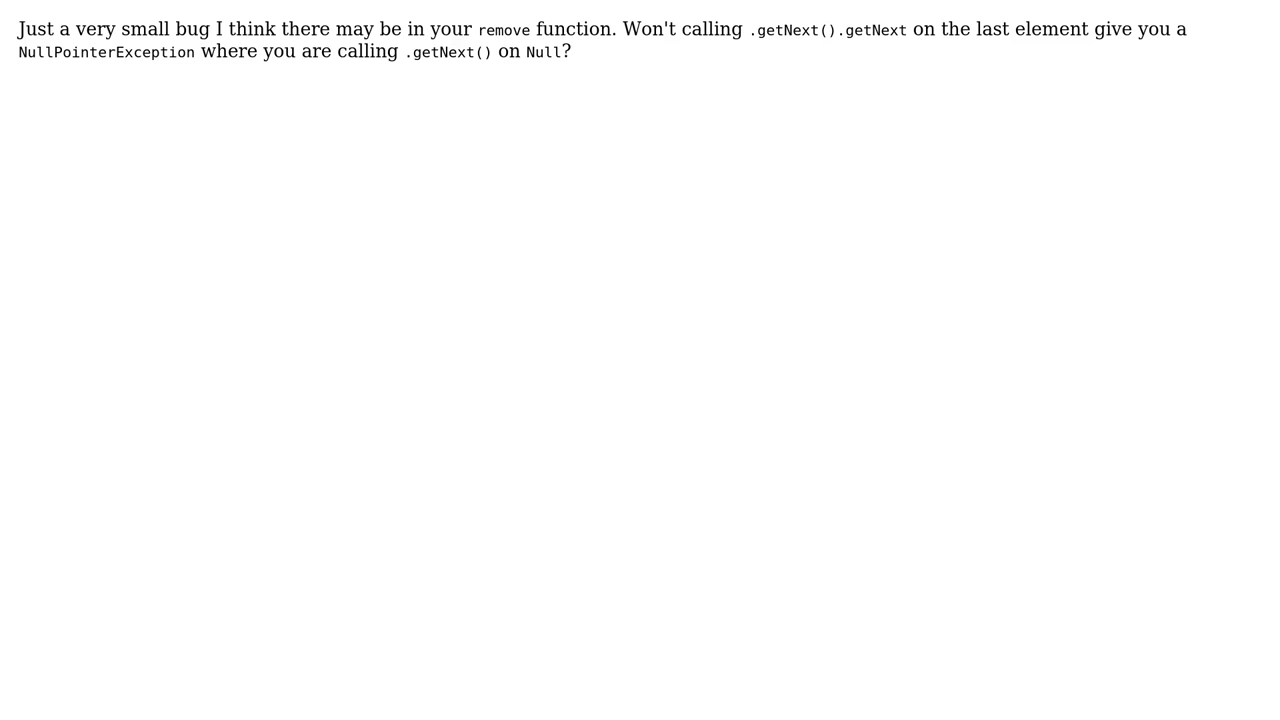 Just a very small bug I think there may be in your remove function. Won't calling .getNext().getNext on the last element give you a
NullPointerException where you are calling .getNext() on Null?